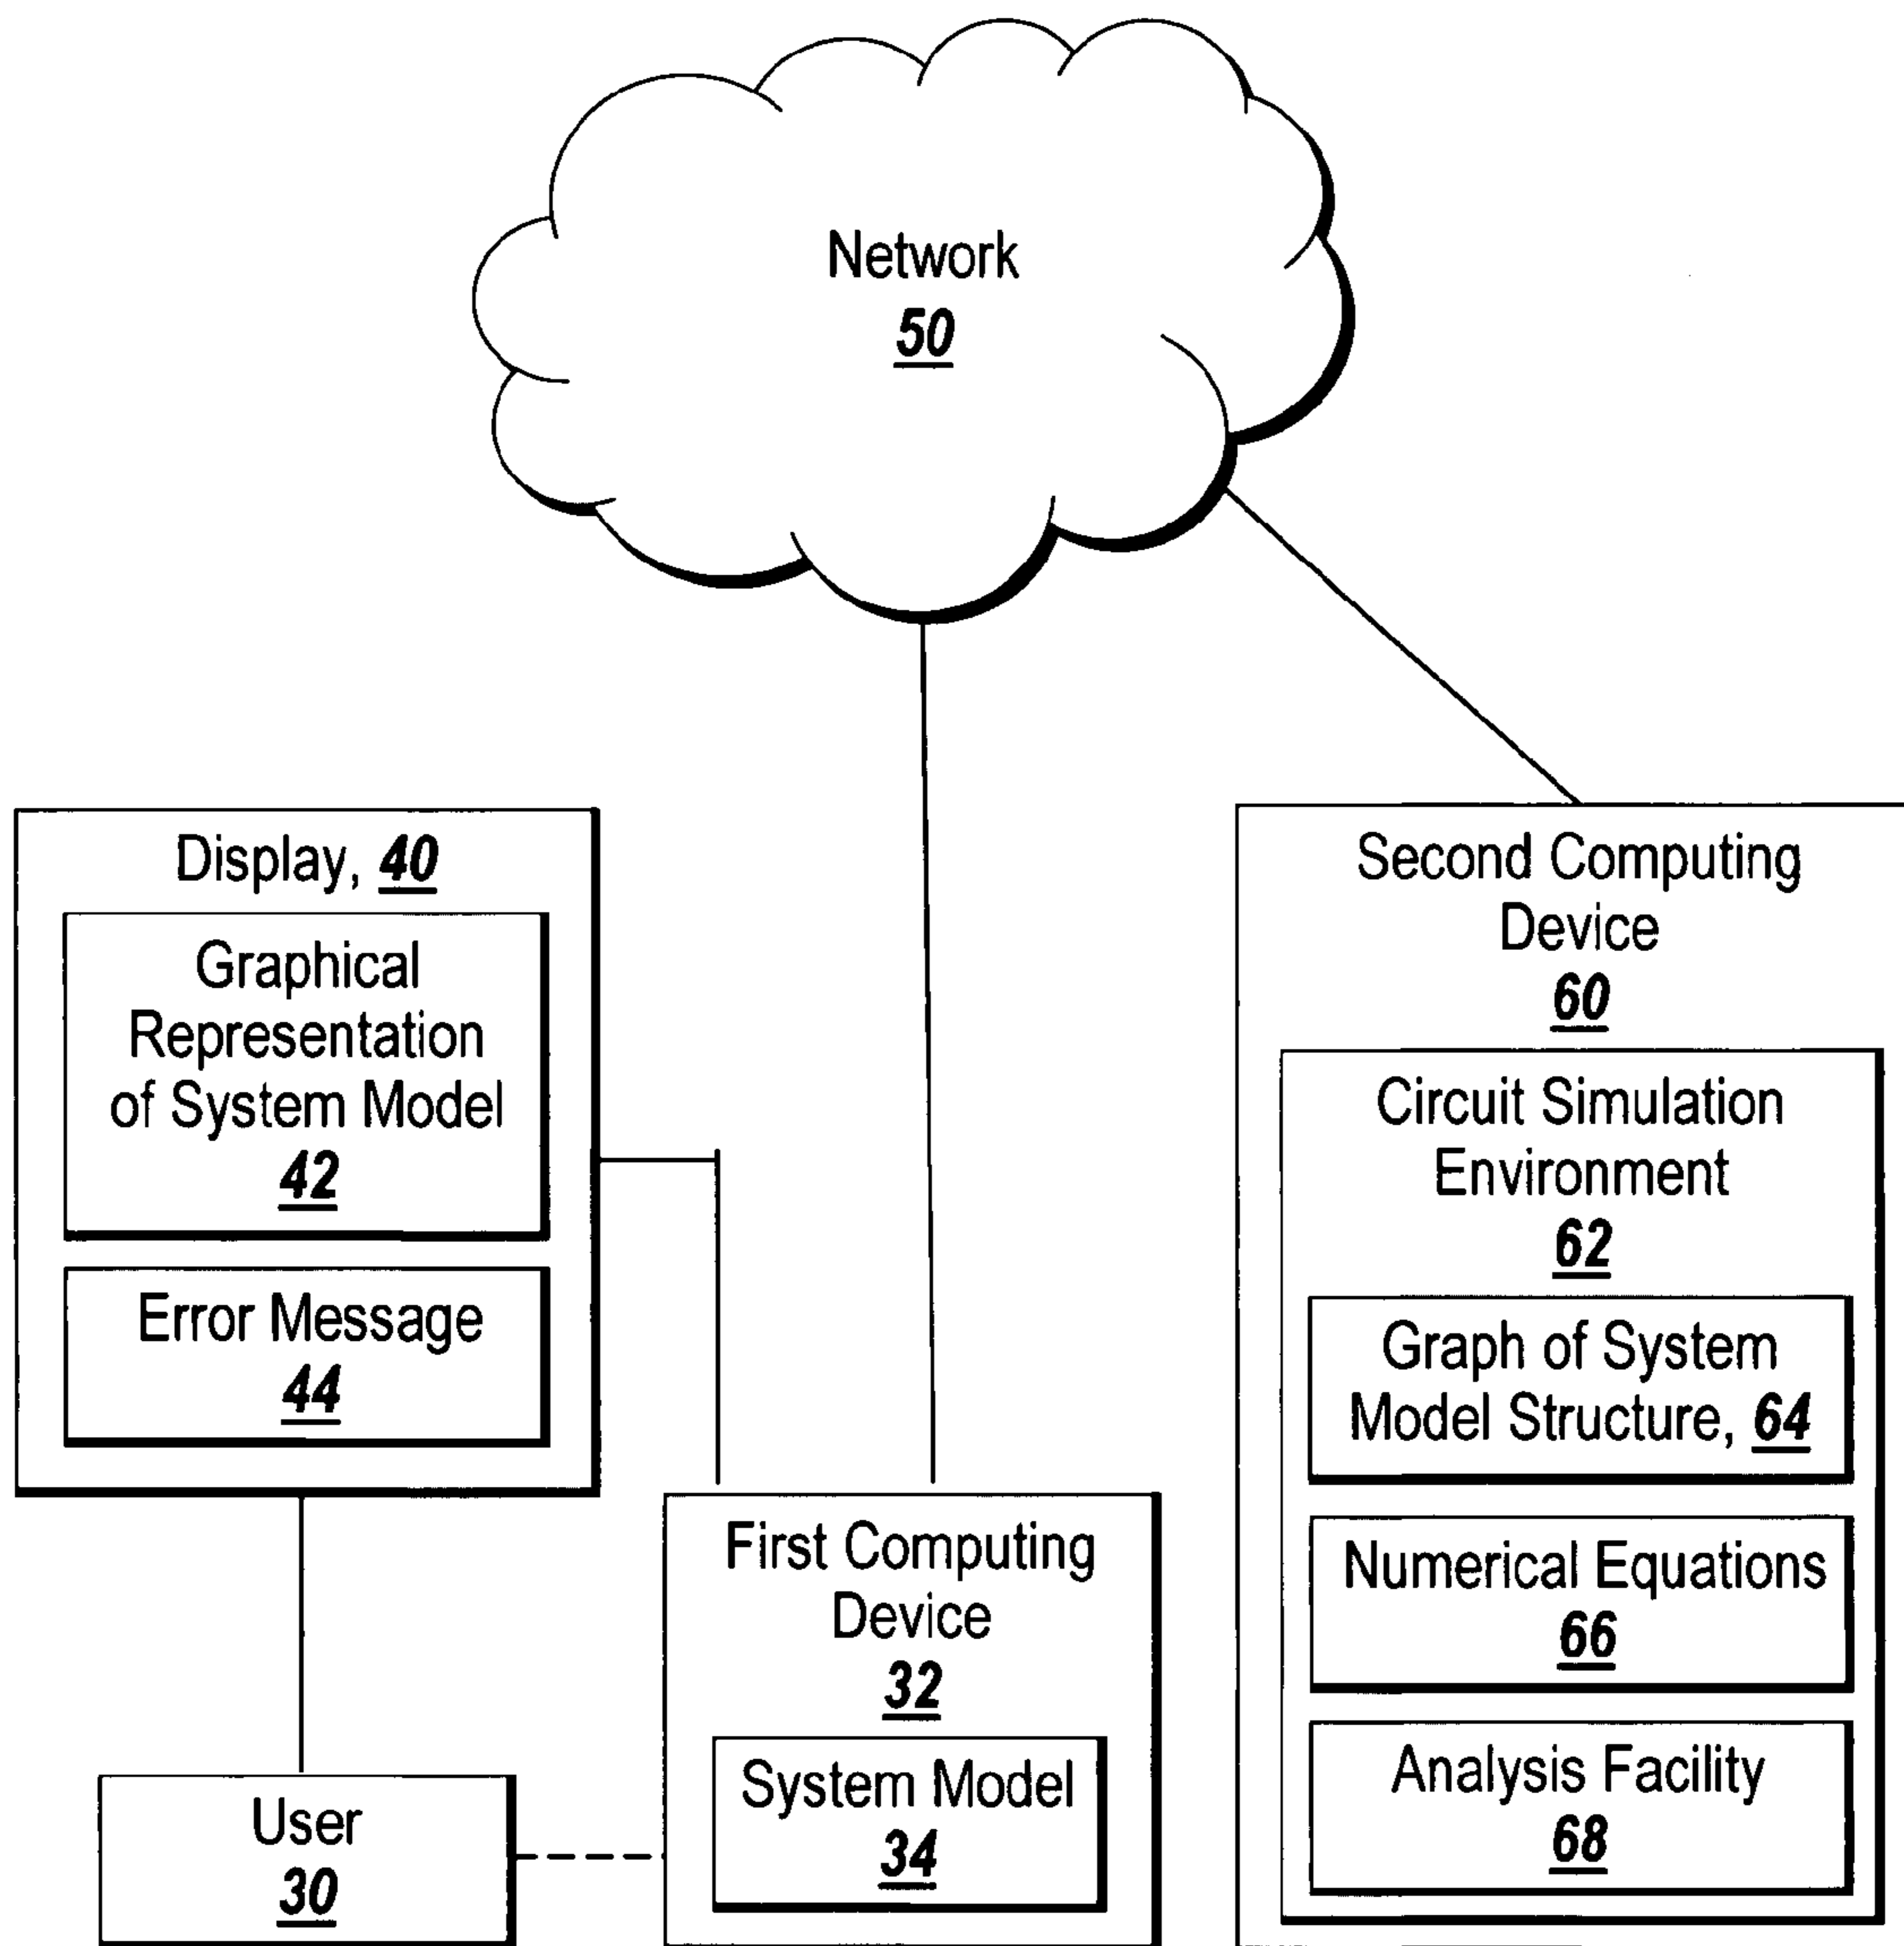 Network
50
Display, 40
Graphical
Representation
of System Model
42
Error Message
44
User
30
First Computing
Device
32
System Model
34
Second Computing
Device
60
Circuit Simulation
Environment
62
Graph of System
Model Structure, 64
Numerical Equations
66
Analysis Facility
68